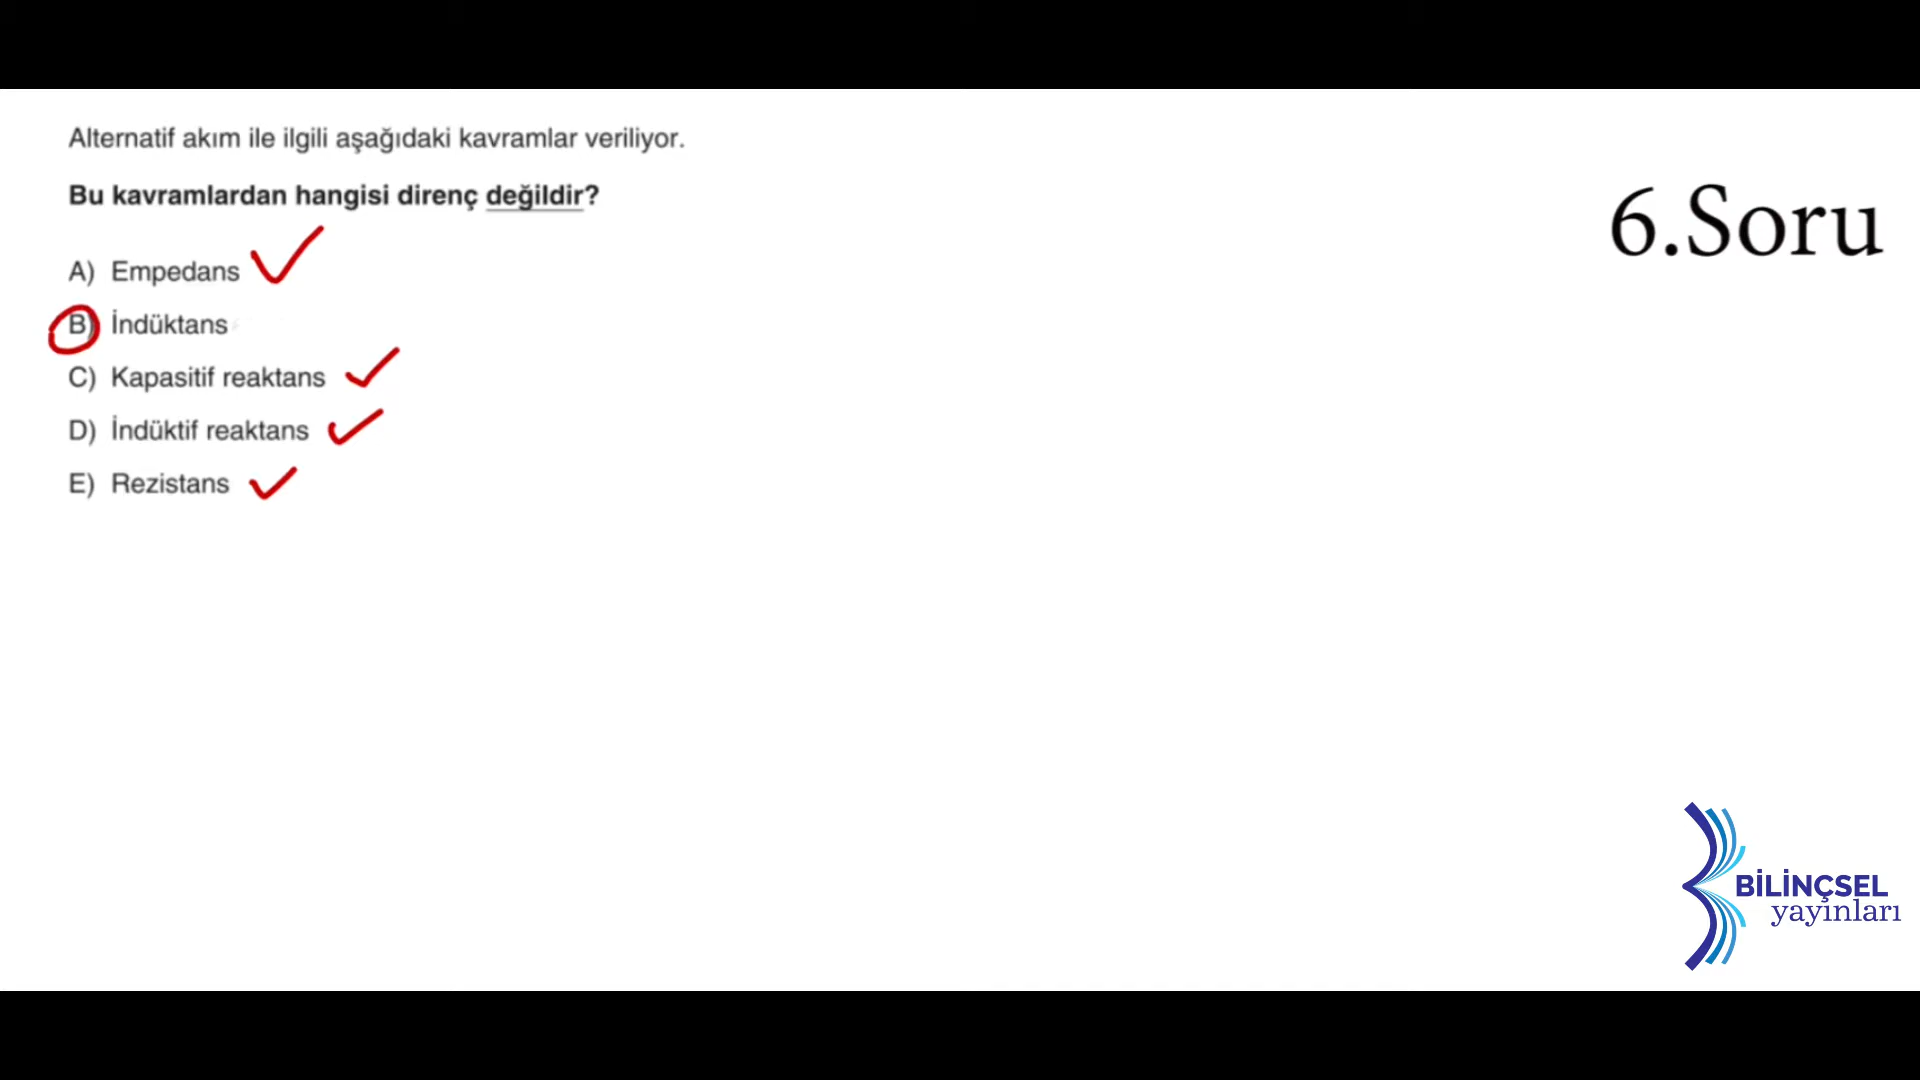 Alternatif akım ile ilgili aşağıdaki kavramlar veriliyor.
Bu kavramlardan hangisi direnç değildir?
6.Soru
A) Empedans
B) İndüktans
C) Kapasitif reaktans
D) İndüktif reaktans
E) Rezistans
BİLİNÇSEL
yayınları